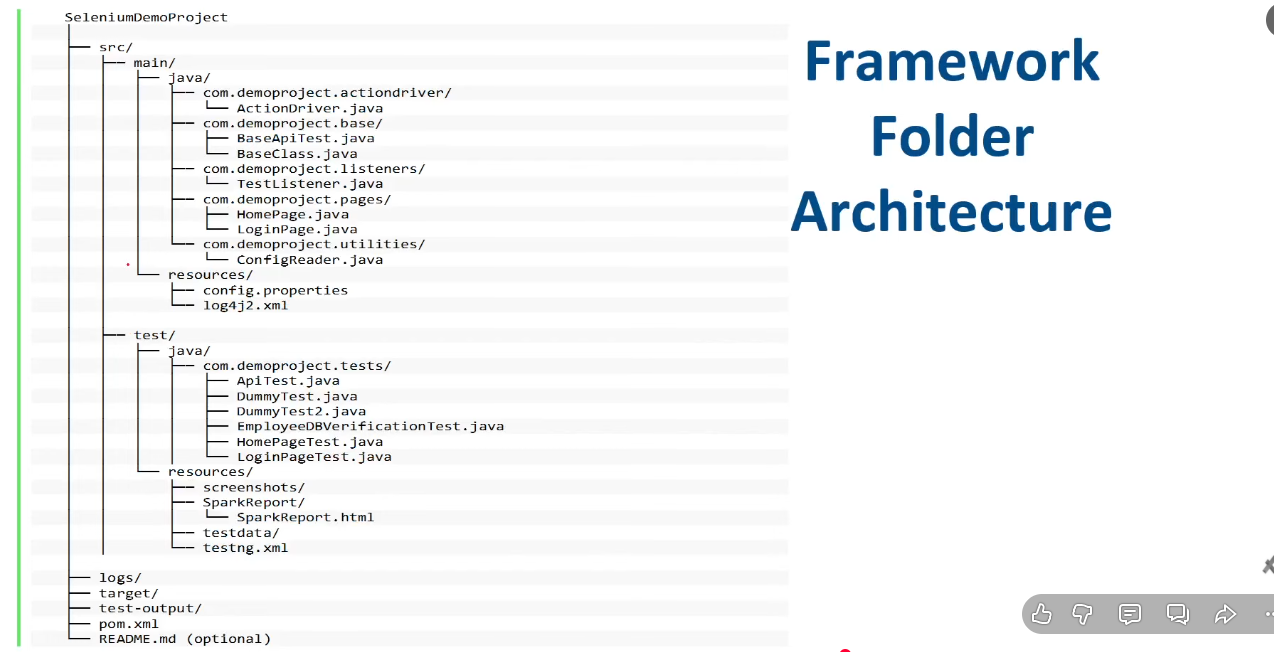 SeleniumDemoProject
│
├── src/
│   ├── main/
│   │   ├── java/
│   │   │   ├── com.demoproject.actiondriver/
│   │   │   │   └── ActionDriver.java
│   │   │   ├── com.demoproject.base/
│   │   │   │   ├── BaseApiTest.java
│   │   │   │   └── BaseClass.java
│   │   │   ├── com.demoproject.listeners/
│   │   │   │   └── TestListener.java
│   │   │   ├── com.demoproject.pages/
│   │   │   │   ├── HomePage.java
│   │   │   │   └── LoginPage.java
│   │   │   └── com.demoproject.utilities/
│   │   │       └── ConfigReader.java
│   │   └── resources/
│   │       ├── config.properties
│   │       └── log4j2.xml
│   │
│   ├── test/
│   │   ├── java/
│   │   │   ├── com.demoproject.tests/
│   │   │   │   ├── ApiTest.java
│   │   │   │   ├── DummyTest.java
│   │   │   │   ├── DummyTest2.java
│   │   │   │   ├── EmployeeDBVerificationTest.java
│   │   │   │   ├── HomePageTest.java
│   │   │   │   └── LoginPageTest.java
│   │   └── resources/
│   │       ├── screenshots/
│   │       ├── SparkReport/
│   │       │   └── SparkReport.html
│   │       ├── testdata/
│   │       └── testng.xml
│
├── logs/
├── target/
├── test-output/
├── pom.xml
└── README.md (optional)
Framework
Folder
Architecture